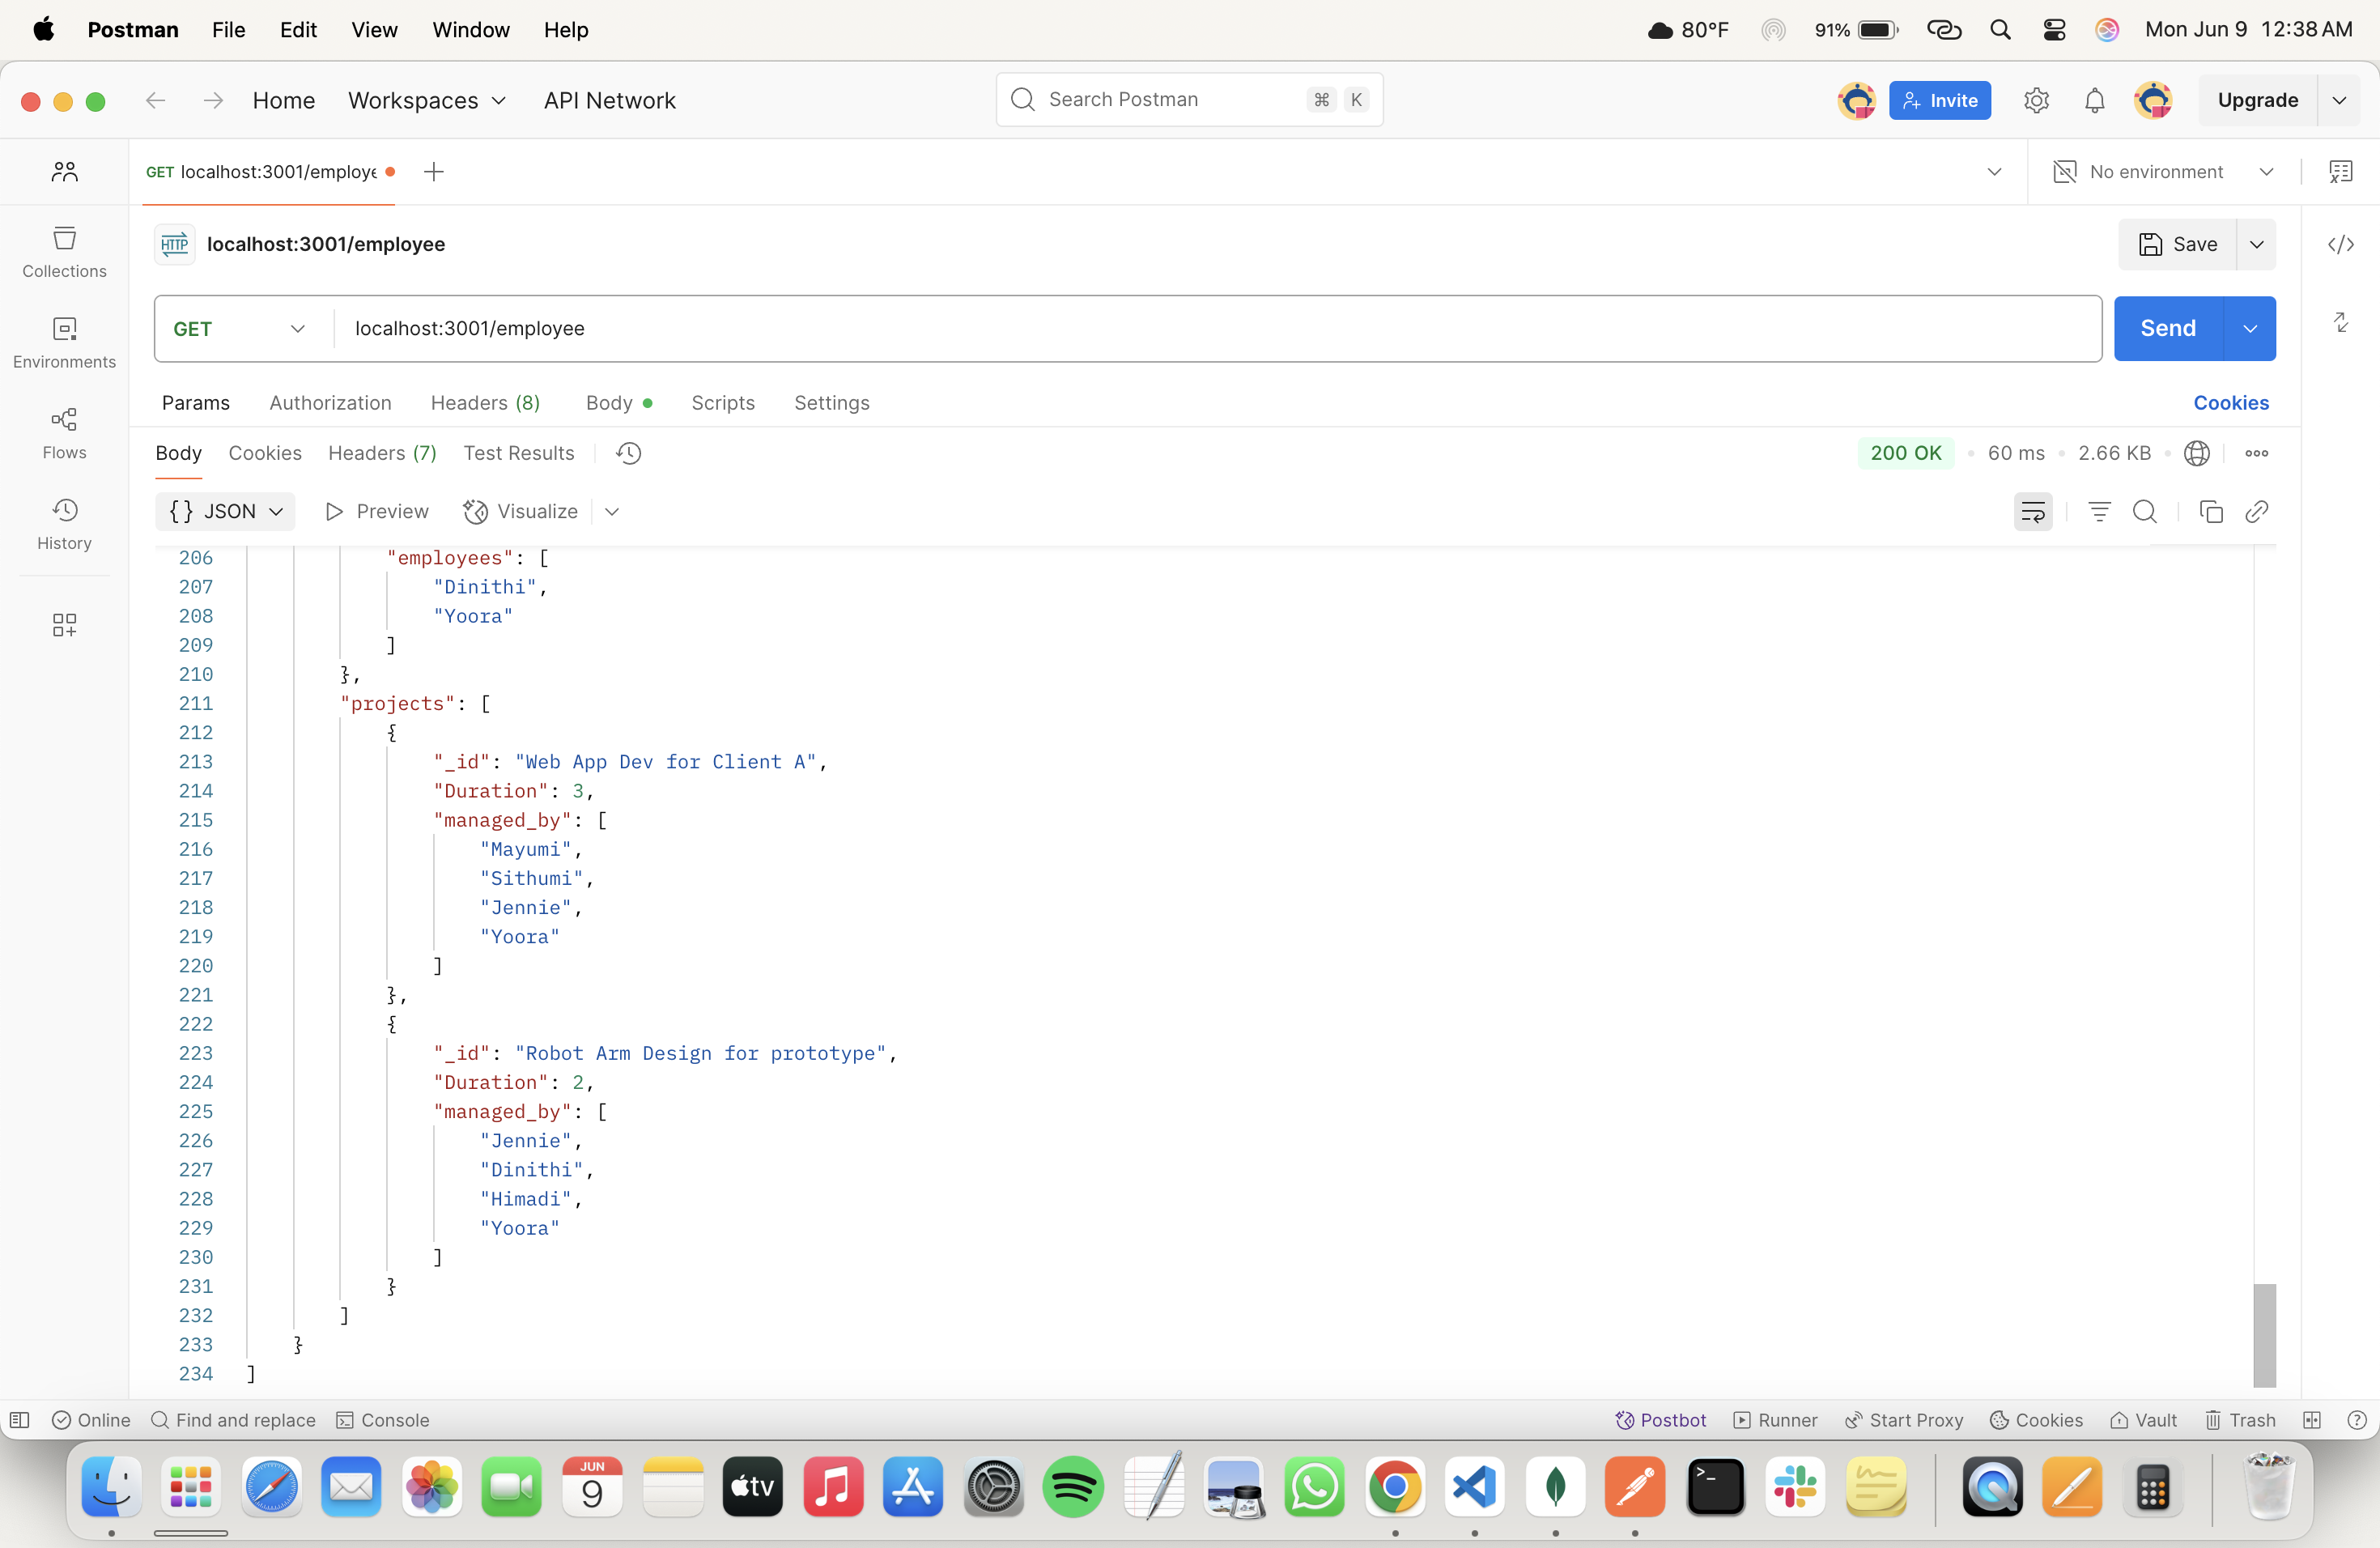 Postman File Edit View Window Help 80°F 91% Mon Jun 9 12:38 AM
Home Workspaces API Network Search Postman ⌘ K Invite Upgrade
GET localhost:3001/employe No environment
HTTP localhost:3001/employee Save
Collections
GET localhost:3001/employee Send
Environments
Params Authorization Headers (8) Body Scripts Settings Cookies
Flows
Body Cookies Headers (7) Test Results 200 OK 60 ms 2.66 KB
{} JSON Preview Visualize
History
206 "employees": [
207 "Dinithi",
208 "Yoora"
209 ]
210 },
211 "projects": [
212 {
213 "_id": "Web App Dev for Client A",
214 "Duration": 3,
215 "managed_by": [
216 "Mayumi",
217 "Sithumi",
218 "Jennie",
219 "Yoora"
220 ]
221 },
222 {
223 "_id": "Robot Arm Design for prototype",
224 "Duration": 2,
225 "managed_by": [
226 "Jennie",
227 "Dinithi",
228 "Himadi",
229 "Yoora"
230 ]
231 }
232 ]
233 }
234 ]
Online Find and replace Console Postbot Runner Start Proxy Cookies Vault Trash
JUN
9
tv